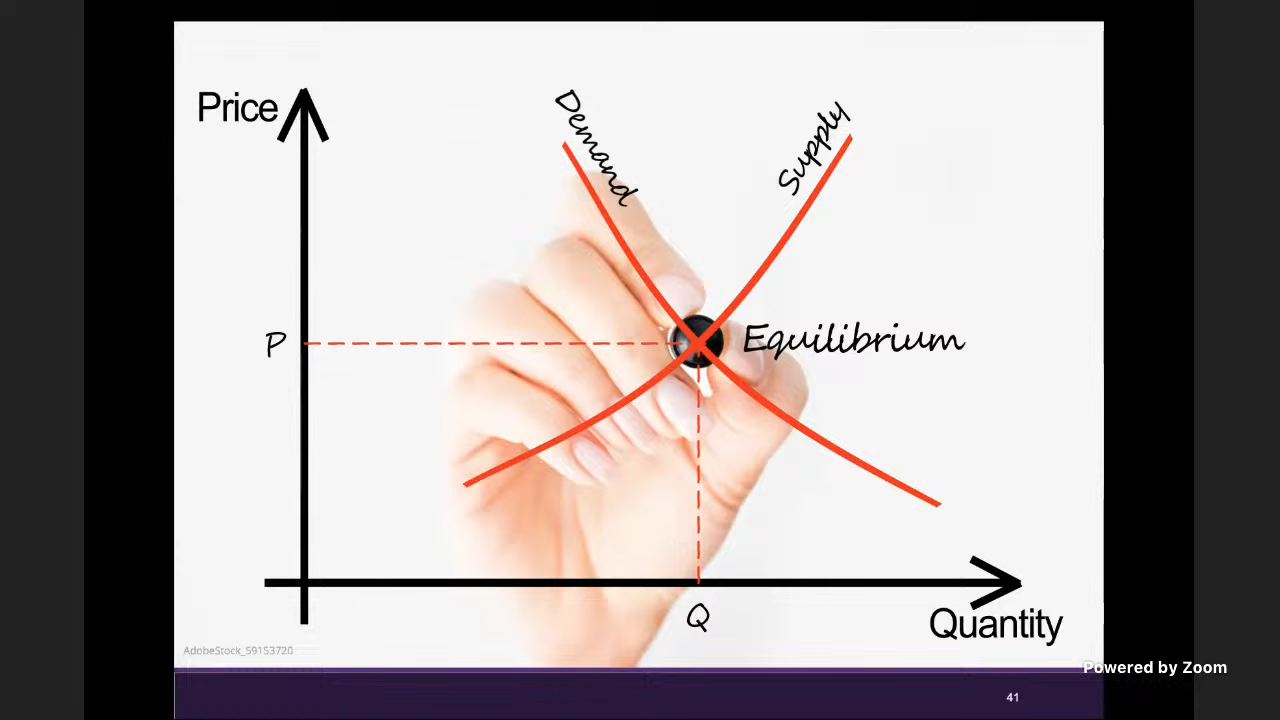 Price
Demand
Supply
P
Equilibrium
Q
Quantity
AdobeStock_59153720
Powered by Zoom
41